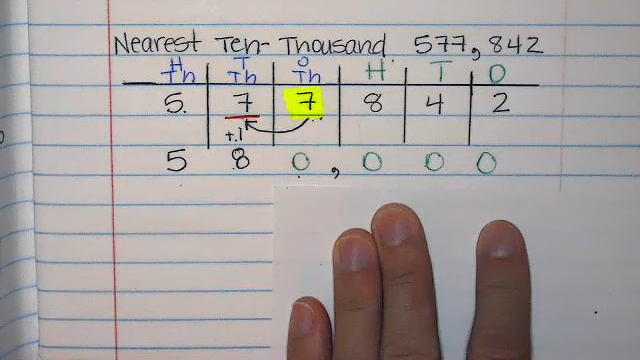 Nearest Ten-Thousand 577,842
H T O
Th Th Th H T O
5 7 7 8 4 2
+1
5 8 0,0 0 0